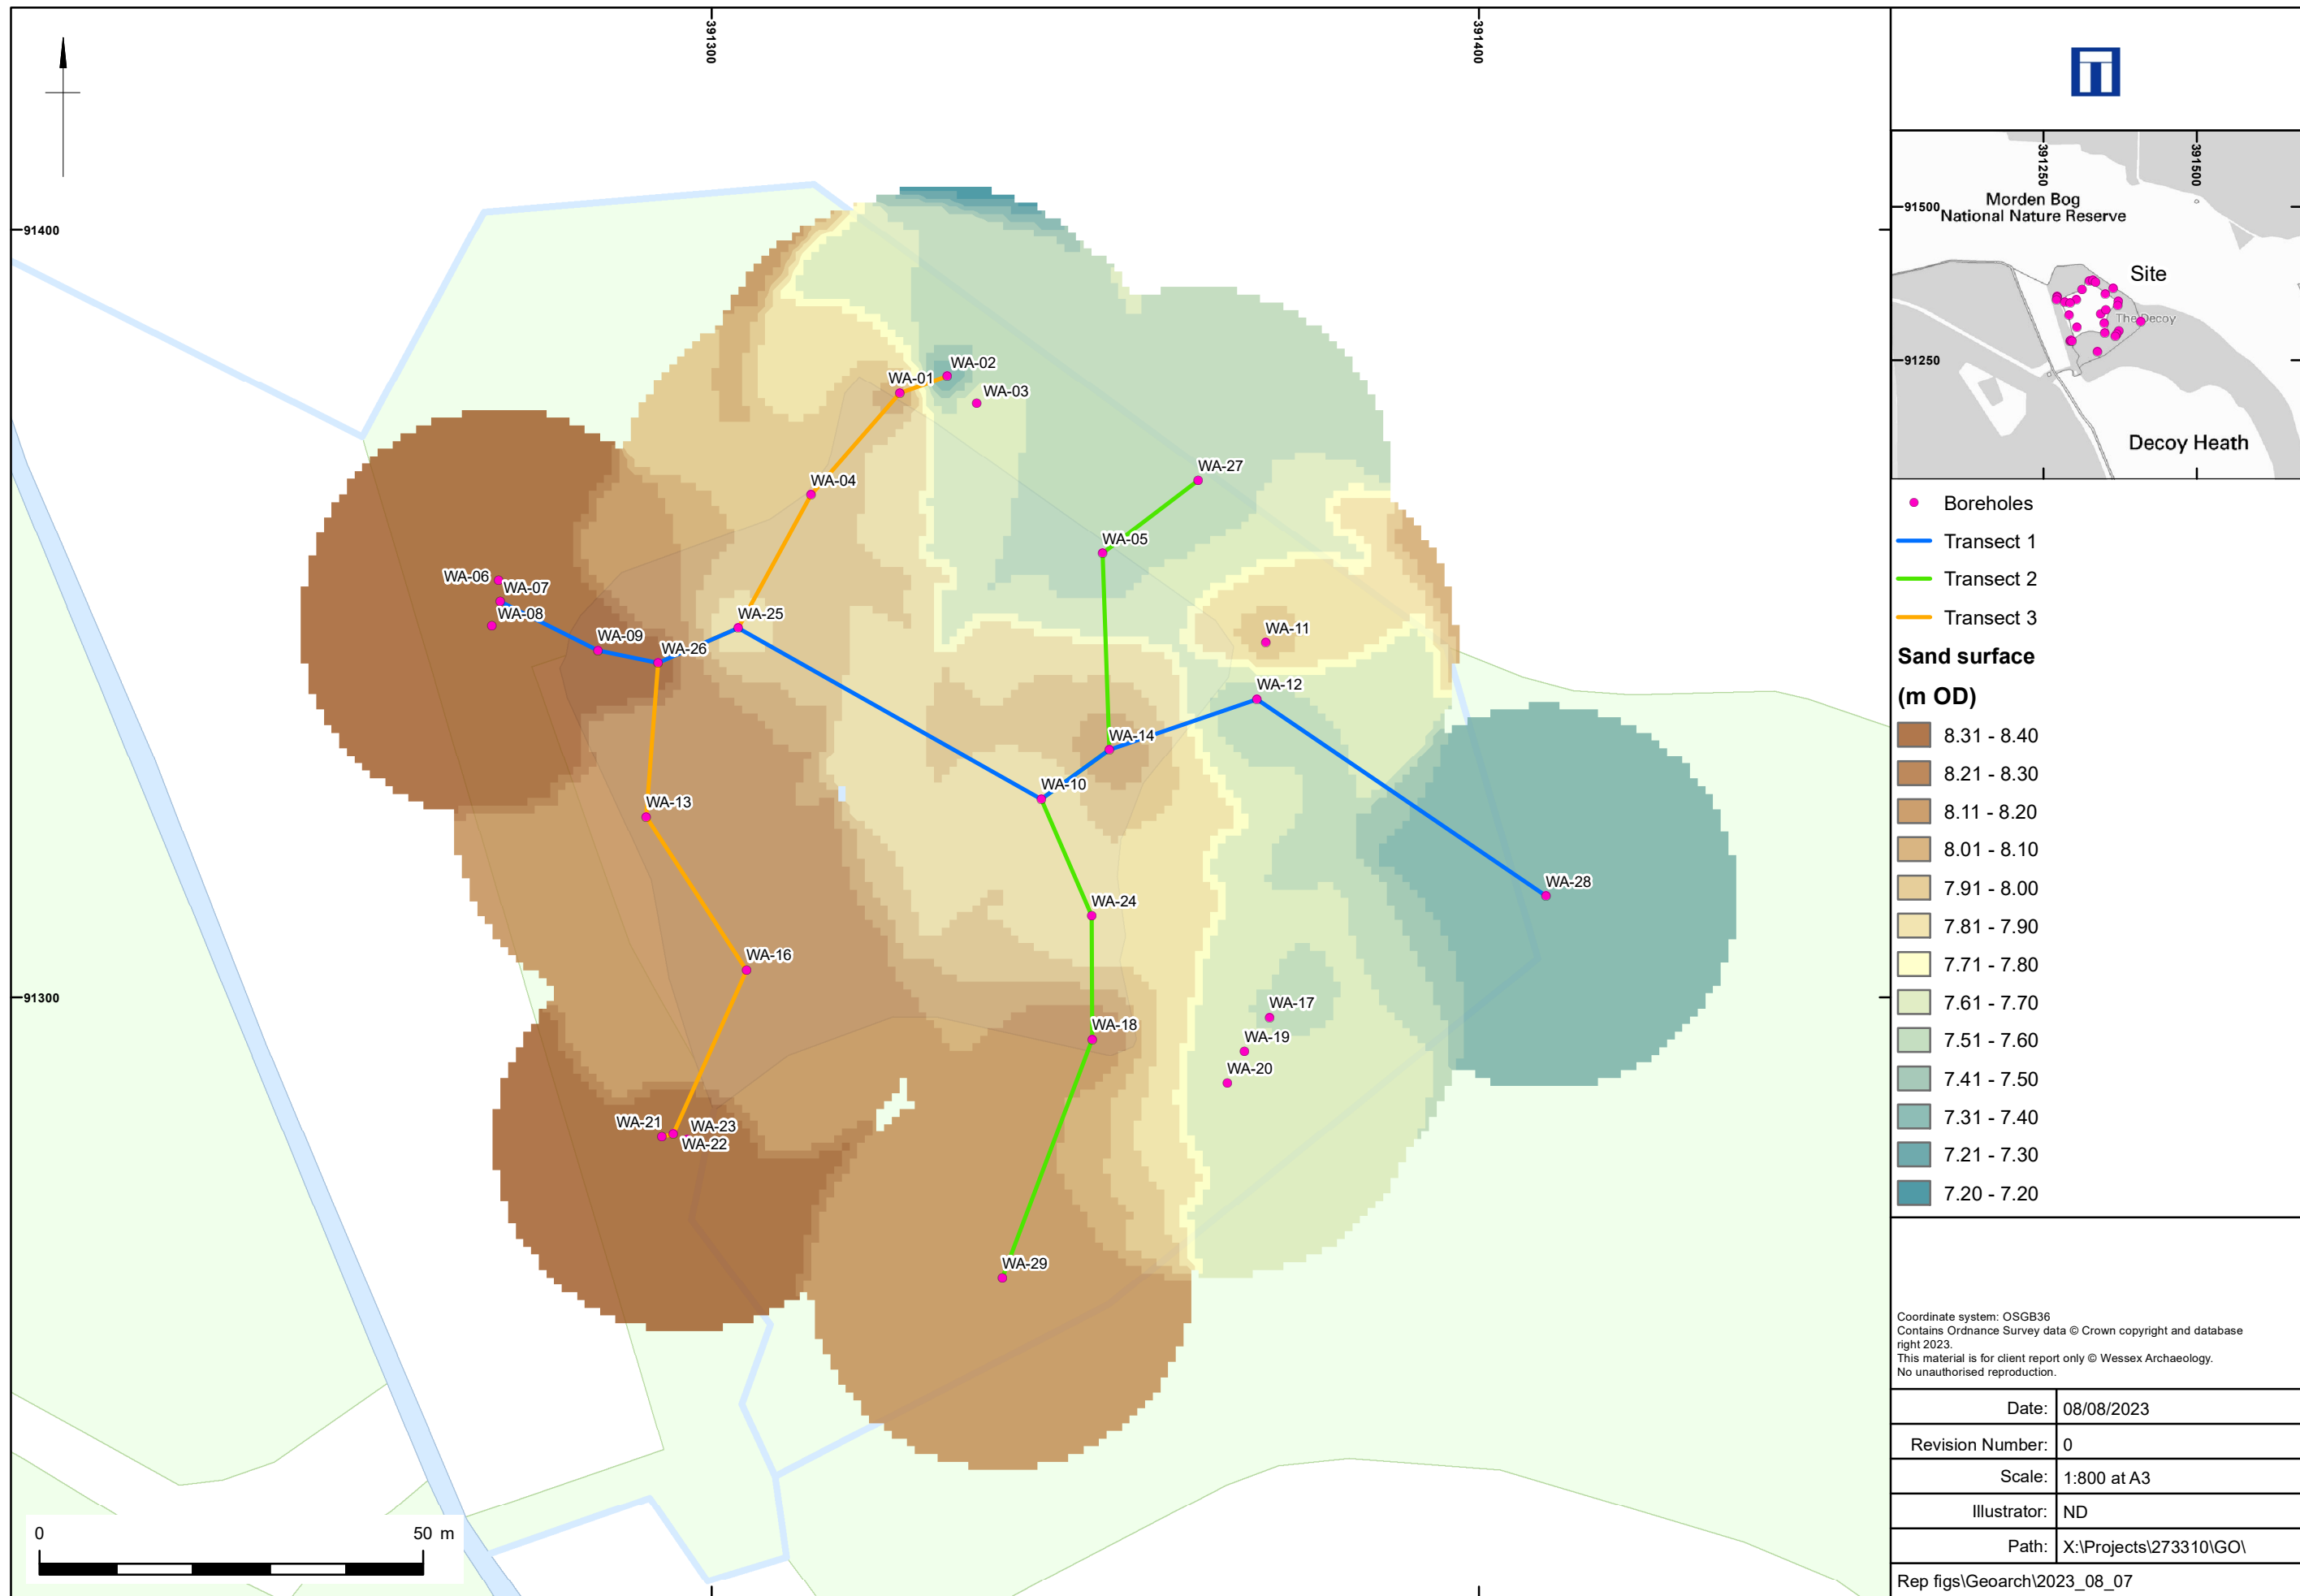 391300
391400
91400
91300
WA-02
WA-01
WA-03
WA-04
WA-27
WA-05
WA-06
WA-07
WA-08
WA-25
WA-09
WA-26
WA-11
WA-12
WA-14
WA-10
WA-13
WA-28
WA-24
WA-16
WA-17
WA-18
WA-19
WA-20
WA-21
WA-23
WA-22
WA-29
0
50 m
391250
391500
91500
Morden Bog
National Nature Reserve
Site
The Decoy
91250
Decoy Heath
Boreholes
Transect 1
Transect 2
Transect 3
Sand surface
(m OD)
8.31 - 8.40
8.21 - 8.30
8.11 - 8.20
8.01 - 8.10
7.91 - 8.00
7.81 - 7.90
7.71 - 7.80
7.61 - 7.70
7.51 - 7.60
7.41 - 7.50
7.31 - 7.40
7.21 - 7.30
7.20 - 7.20
Coordinate system: OSGB36
Contains Ordnance Survey data © Crown copyright and database
right 2023.
This material is for client report only © Wessex Archaeology.
No unauthorised reproduction.
Date: 08/08/2023
Revision Number: 0
Scale: 1:800 at A3
Illustrator: ND
Path: X:\Projects\273310\GO\
Rep figs\Geoarch\2023_08_07